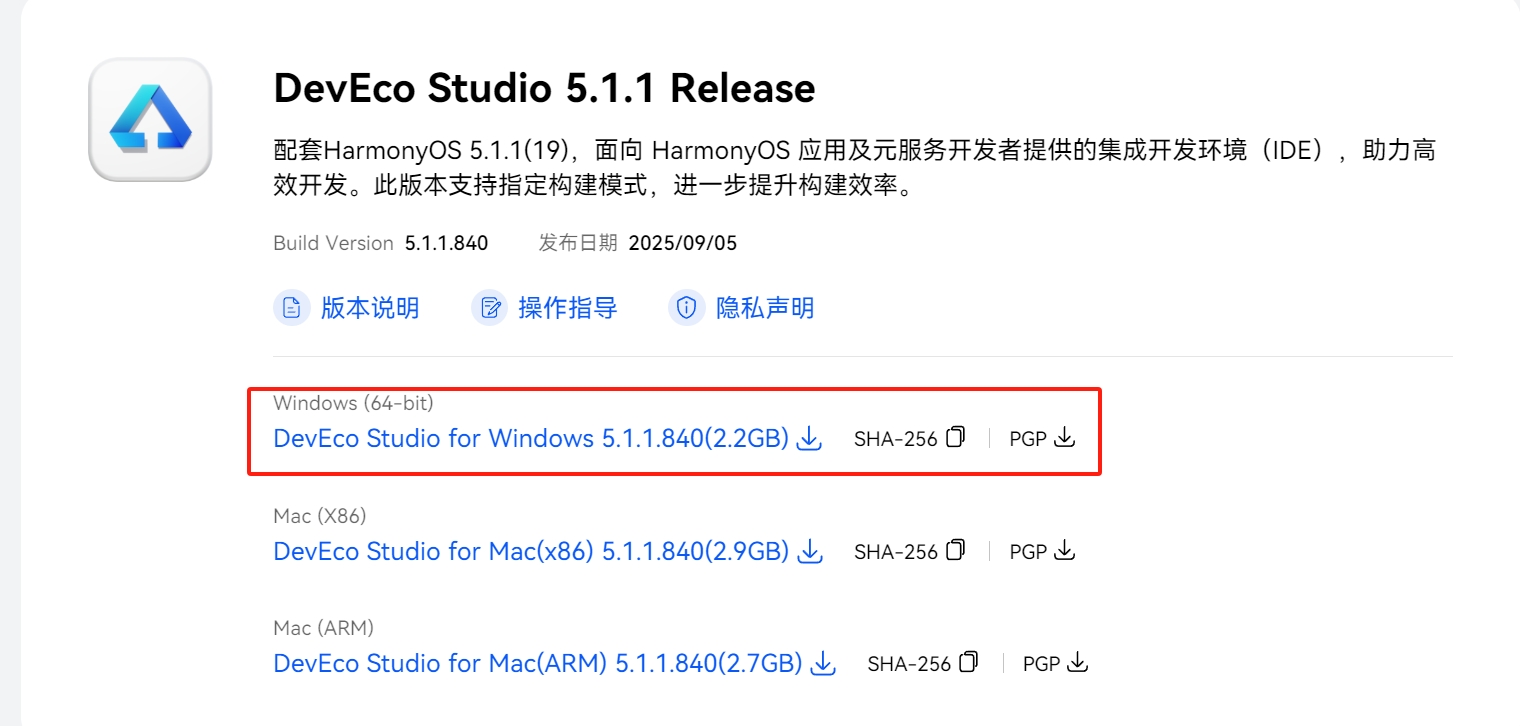 DevEco Studio 5.1.1 Release
配套HarmonyOS 5.1.1(19)，面向 HarmonyOS 应用及元服务开发者提供的集成开发环境（IDE），助力高
效开发。此版本支持指定构建模式，进一步提升构建效率。
Build Version 5.1.1.840 发布日期 2025/09/05
版本说明 操作指导 隐私声明
Windows (64-bit)
DevEco Studio for Windows 5.1.1.840(2.2GB) SHA-256 PGP
Mac (X86)
DevEco Studio for Mac(x86) 5.1.1.840(2.9GB) SHA-256 PGP
Mac (ARM)
DevEco Studio for Mac(ARM) 5.1.1.840(2.7GB) SHA-256 PGP